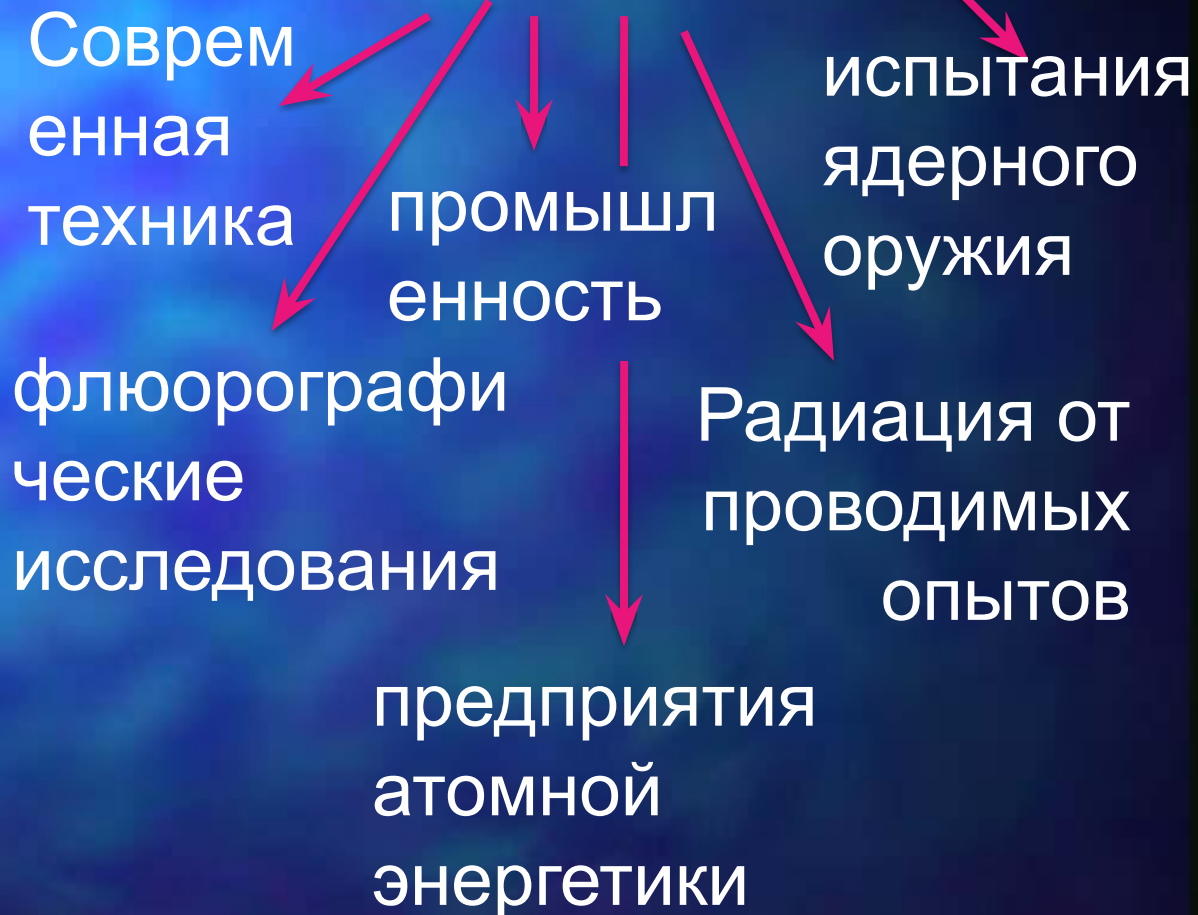 Соврем
енная
техника
промышл
енность
испытания
ядерного
оружия
флюорографи
ческие
исследования
Радиация от
проводимых
опытов
предприятия
атомной
энергетики